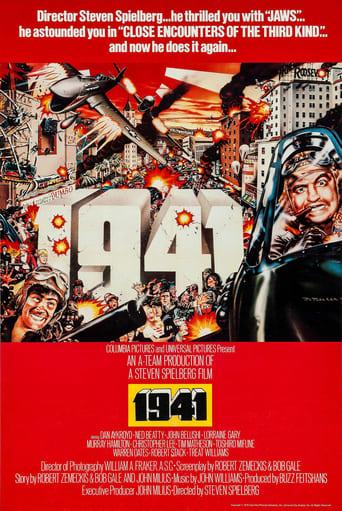 Director Steven Spielberg...he thrilled you with "JAWS"...
he astounded you in "CLOSE ENCOUNTERS OF THE THIRD KIND"...
and now he does it again...
1941
COLUMBIA PICTURES and UNIVERSAL PICTURES Present
AN A-TEAM PRODUCTION OF
A STEVEN SPIELBERG FILM
1941
Starring DAN AYKROYD • NED BEATTY • JOHN BELUSHI • LORRAINE GARY
MURRAY HAMILTON • CHRISTOPHER LEE • TIM MATHESON • TOSHIRO MIFUNE
WARREN OATES • ROBERT STACK • TREAT WILLIAMS
Director of Photography WILLIAM A. FRAKER A.S.C. • Screenplay by ROBERT ZEMECKIS & BOB GALE
Story by ROBERT ZEMECKIS & BOB GALE AND JOHN MILIUS • Music by JOHN WILLIAMS • Produced by BUZZ FEITSHANS
Executive Producer JOHN MILIUS • Directed by STEVEN SPIELBERG